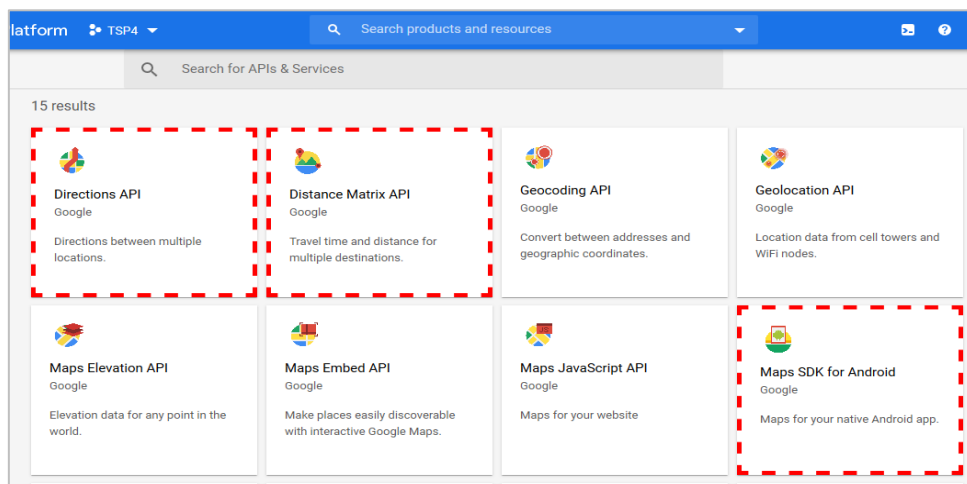 latform TSP4 Search products and resources
Search for APIs & Services
15 results
Directions API
Google
Directions between multiple
locations.
Distance Matrix API
Google
Travel time and distance for
multiple destinations.
Geocoding API
Google
Convert between addresses and
geographic coordinates.
Geolocation API
Google
Location data from cell towers and
WiFi nodes.
Maps Elevation API
Google
Elevation data for any point in the
world.
Maps Embed API
Google
Make places easily discoverable
with interactive Google Maps.
Maps JavaScript API
Google
Maps for your website
Maps SDK for Android
Google
Maps for your native Android app.